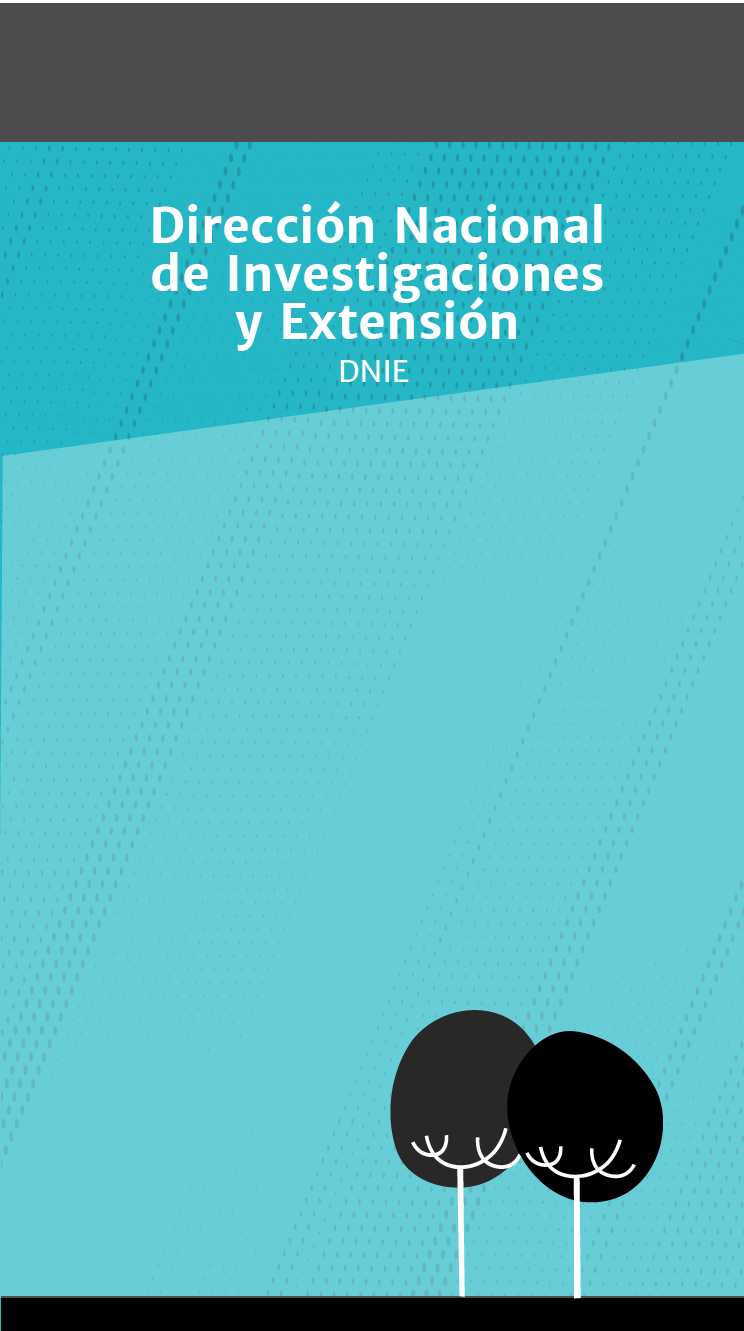 Dirección Nacional
de Investigaciones
y Extensión
DNIE